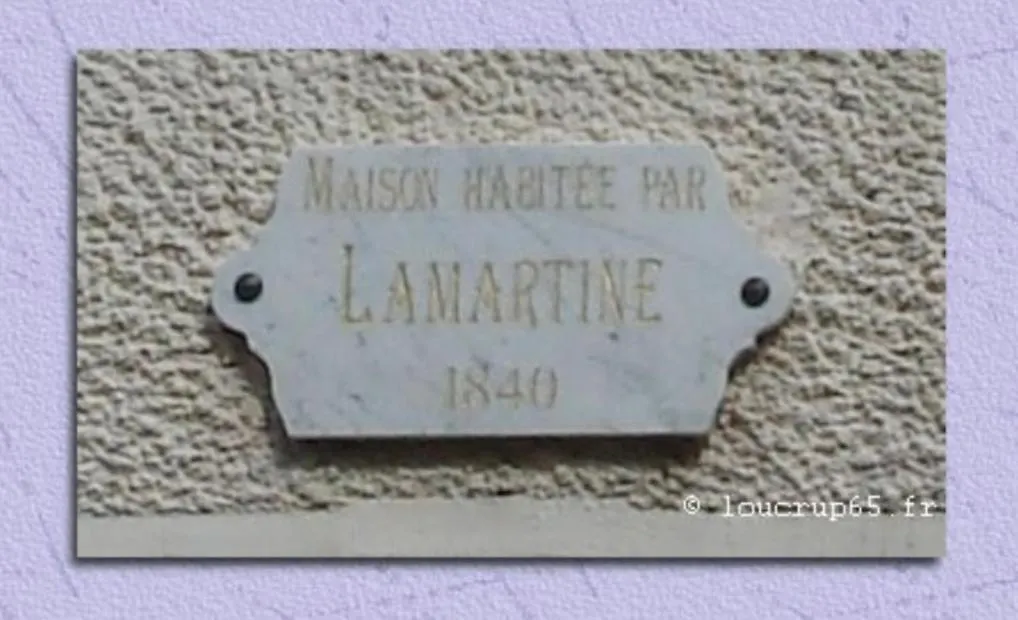 MAISON HABITÉE PAR
LAMARTINE
1840
© loucrup65.fr